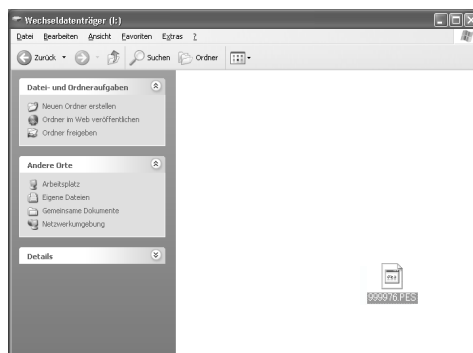 Wechseldatenträger (I:)
Datei Bearbeiten Ansicht Favoriten Extras ?
Zurück Suchen Ordner
Datei- und Ordneraufgaben
Neuen Ordner erstellen
Ordner im Web veröffentlichen
Ordner freigeben
Andere Orte
Arbeitsplatz
Eigene Dateien
Gemeinsame Dokumente
Netzwerkumgebung
Details
999976.PES